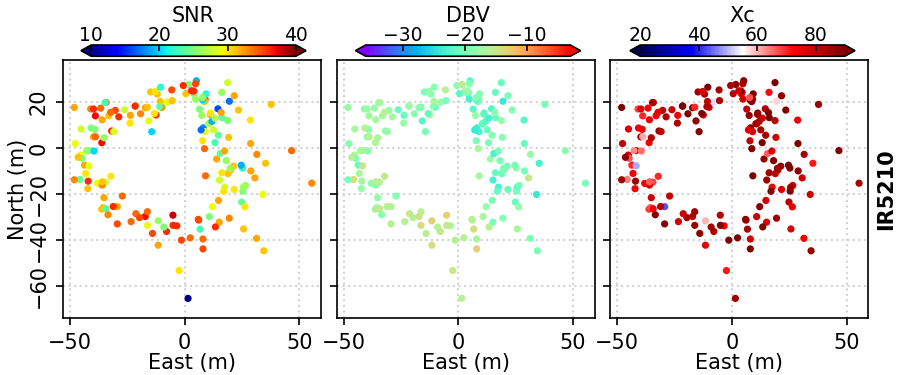 SNR DBV Xc
10 20 30 40 −30 −20 −10 20 40 60 80
20
0
−20
−40
−60
North (m)
IR5210
−50 0 50 −50 0 50 −50 0 50
East (m) East (m) East (m)